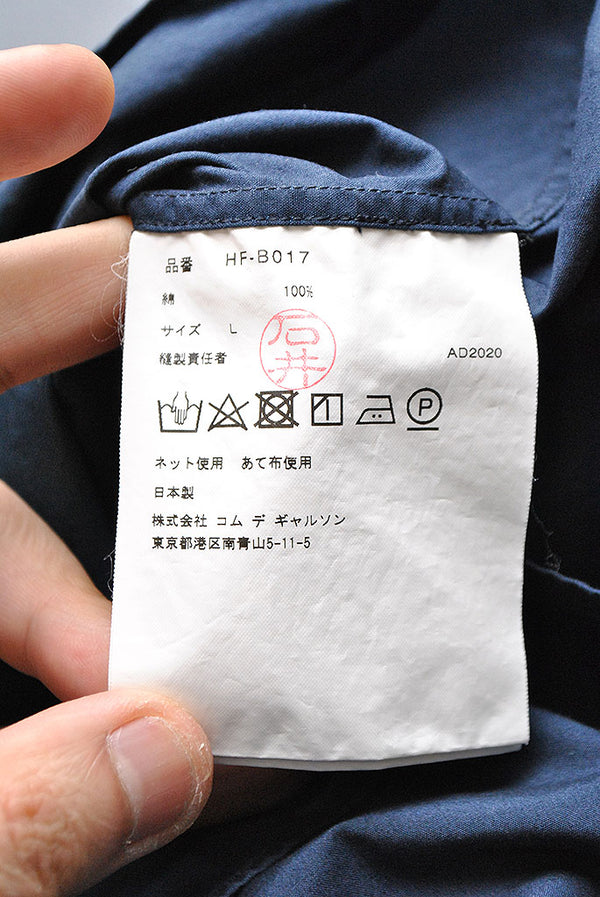 品番 HF-B017
綿 100%
サイズ L
縫製責任者 石井 AD2020
P
ネット使用 あて布使用
日本製
株式会社 コム デ ギャルソン
東京都港区南青山5-11-5